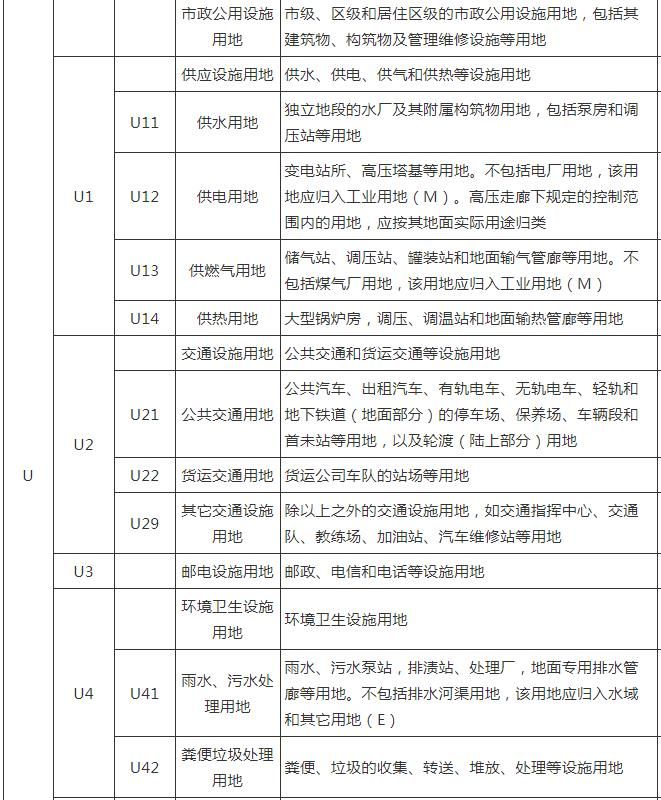 市政公用设施
用地
市级、区级和居住区级的市政公用设施用地，包括其
建筑物、构筑物及管理维修设施等用地
U
U1
供应设施用地
供水、供电、供气和供热等设施用地
U11
供水用地
独立地段的水厂及其附属构筑物用地，包括泵房和调
压站等用地
U12
供电用地
变电站所、高压塔基等用地。不包括电厂用地，该用
地应归入工业用地（M）。高压走廊下规定的控制范
围内的用地，应按其地面实际用途归类
U13
供燃气用地
储气站、调压站、罐装站和地面输气管廊等用地。不
包括煤气厂用地，该用地应归入工业用地（M）
U14
供热用地
大型锅炉房，调压、调温站和地面输热管廊等用地
U2
交通设施用地
公共交通和货运交通等设施用地
U21
公共交通用地
公共汽车、出租汽车、有轨电车、无轨电车、轻轨和
地下铁道（地面部分）的停车场、保养场、车辆段和
首未站等用地，以及轮渡（陆上部分）用地
U22
货运交通用地
货运公司车队的站场等用地
U29
其它交通设施
用地
除以上之外的交通设施用地，如交通指挥中心、交通
队、教练场、加油站、汽车维修站等用地
U3
邮电设施用地
邮政、电信和电话等设施用地
U4
环境卫生设施
用地
环境卫生设施用地
U41
雨水、污水处
理用地
雨水、污水泵站，排渍站、处理厂，地面专用排水管
廊等用地。不包括排水河渠用地，该用地应归入水域
和其它用地（E）
U42
粪便垃圾处理
用地
粪便、垃圾的收集、转送、堆放、处理等设施用地